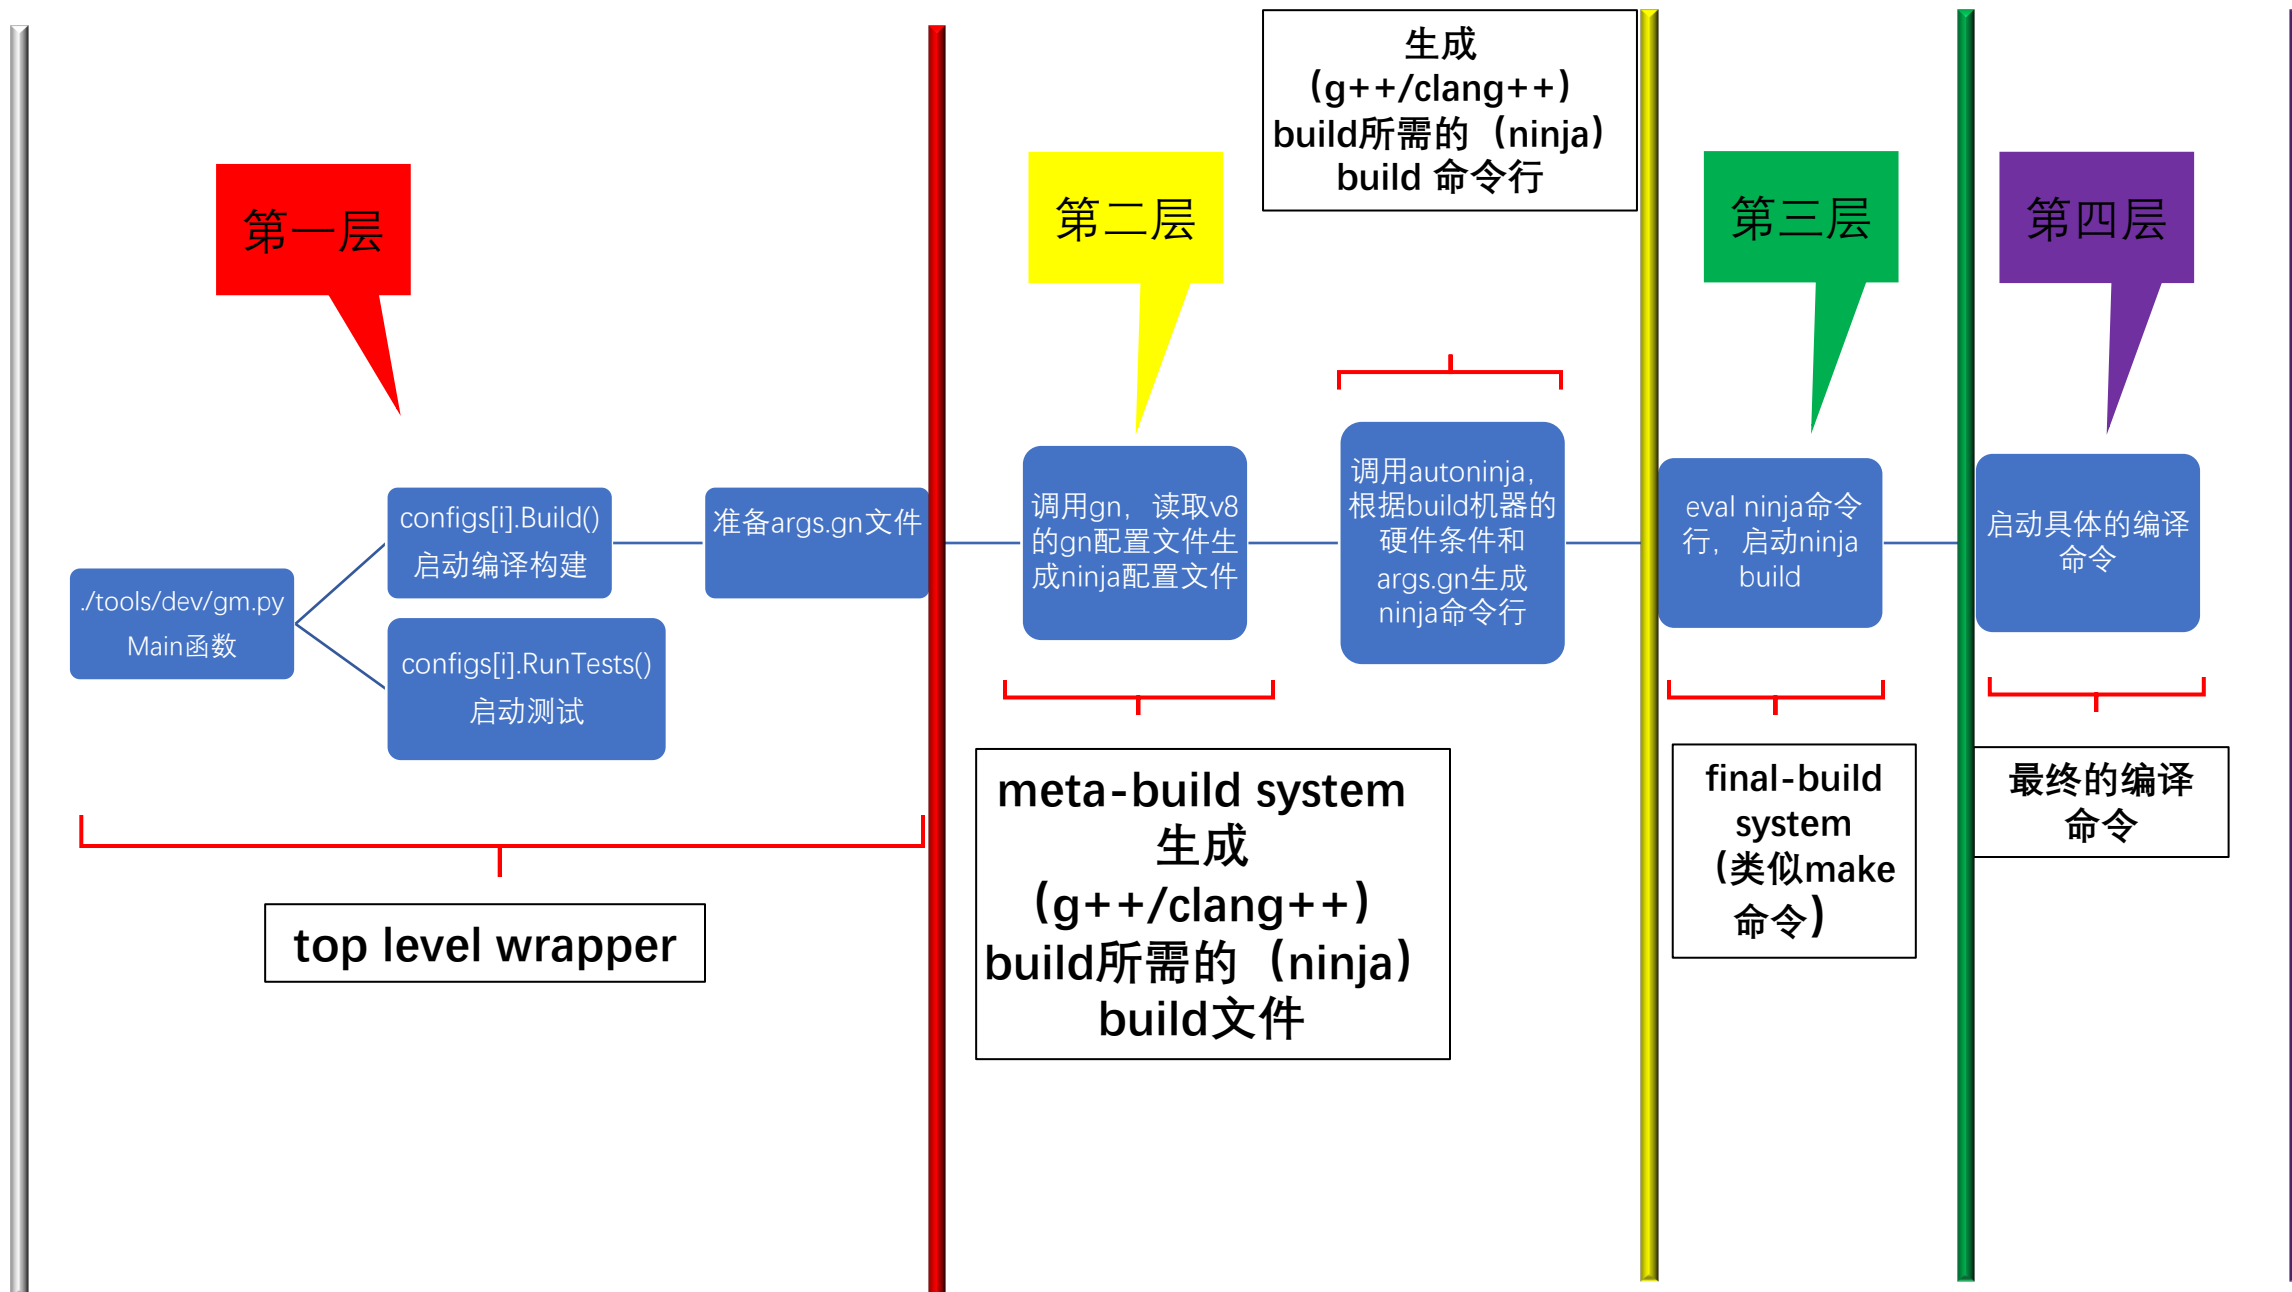 第一层
./tools/dev/gm.py
Main函数
configs[i].Build()
启动编译构建
configs[i].RunTests()
启动测试
准备args.gn文件
top level wrapper
第二层
调用gn，读取v8
的gn配置文件生
成ninja配置文件
meta-build system
生成
（g++/clang++）
build所需的（ninja）
build文件
生成
（g++/clang++）
build所需的（ninja）
build 命令行
调用autoninja，
根据build机器的
硬件条件和
args.gn生成
ninja命令行
第三层
eval ninja命令
行，启动ninja
build
final-build
system
（类似make
命令）
第四层
启动具体的编译
命令
最终的编译
命令